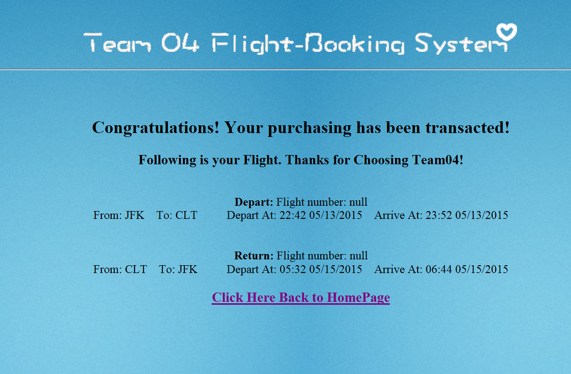 Team 04 Flight-Booking System
Congratulations! Your purchasing has been transacted!
Following is your Flight. Thanks for Choosing Team04!
Depart: Flight number: null
From: JFK To: CLT Depart At: 22:42 05/13/2015 Arrive At: 23:52 05/13/2015
Return: Flight number: null
From: CLT To: JFK Depart At: 05:32 05/15/2015 Arrive At: 06:44 05/15/2015
Click Here Back to HomePage